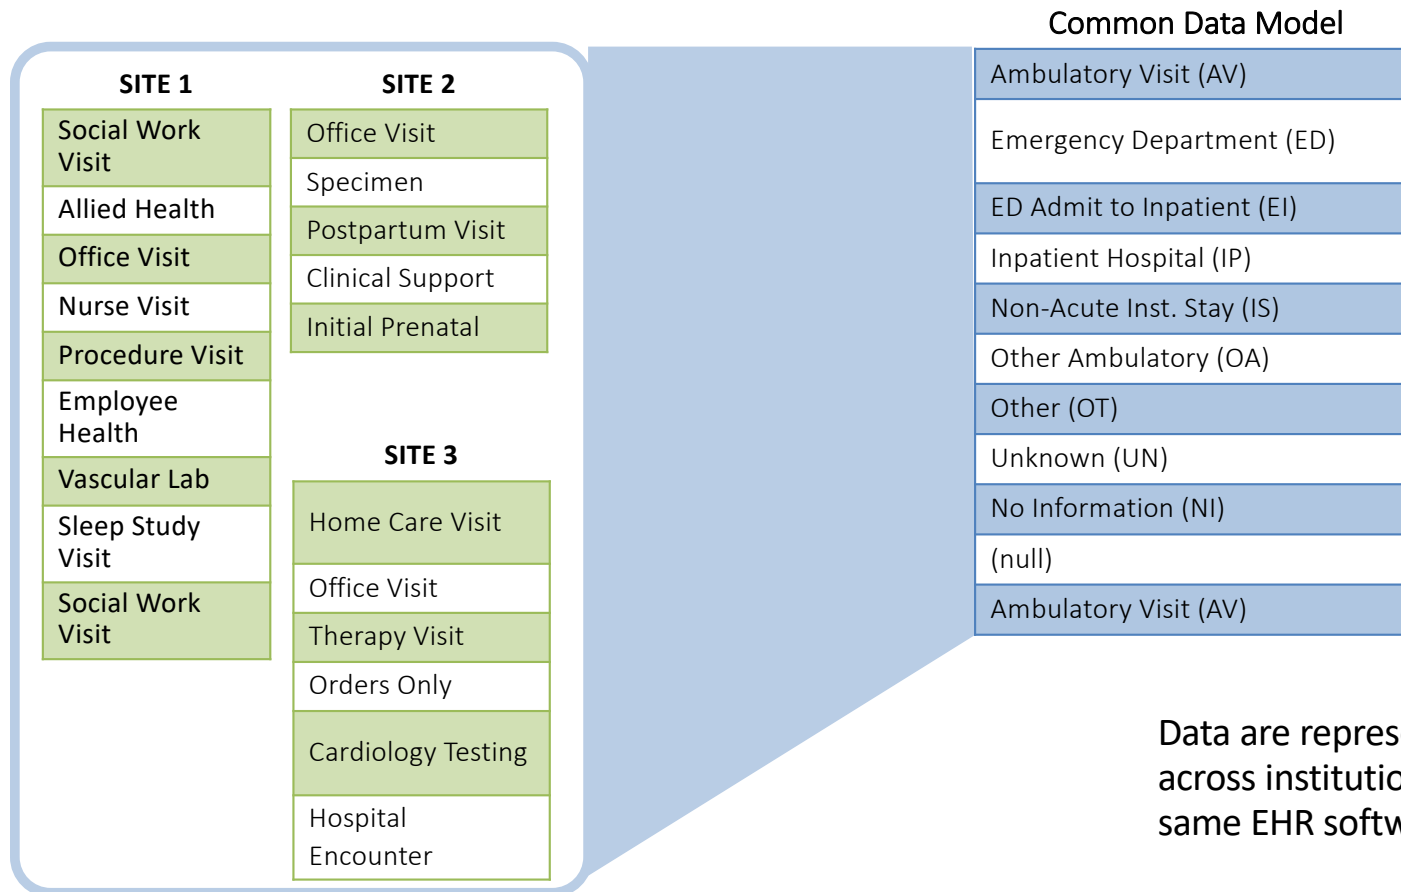 Common Data Model
SITE 1
Social Work
Visit
Allied Health
Office Visit
Nurse Visit
Procedure Visit
Employee
Health
Vascular Lab
Sleep Study
Visit
Social Work
Visit
SITE 2
Office Visit
Specimen
Postpartum Visit
Clinical Support
Initial Prenatal
SITE 3
Home Care Visit
Office Visit
Therapy Visit
Orders Only
Cardiology Testing
Hospital
Encounter
Ambulatory Visit (AV)
Emergency Department (ED)
ED Admit to Inpatient (EI)
Inpatient Hospital (IP)
Non-Acute Inst. Stay (IS)
Other Ambulatory (OA)
Other (OT)
Unknown (UN)
No Information (NI)
(null)
Ambulatory Visit (AV)
Data are
across
same EHR